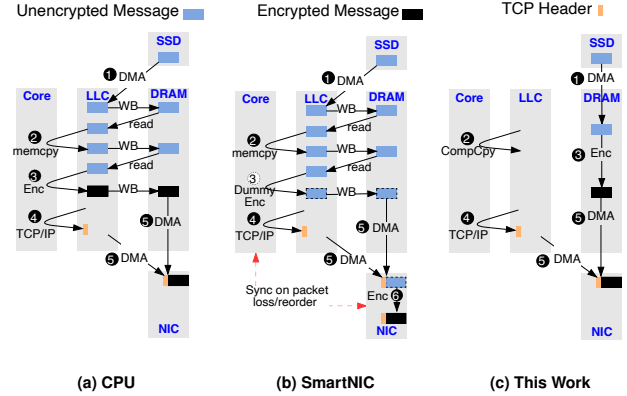 Unencrypted Message
Encrypted Message
TCP Header
SSD
1 DMA
Core LLC DRAM
WB
read
2 memcpy
WB
read
3 Enc
WB
4 TCP/IP
5 DMA
5 DMA
NIC
(a) CPU
SSD
1 DMA
Core LLC DRAM
WB
read
2 memcpy
WB
read
3 Dummy
Enc
WB
4 TCP/IP
5 DMA
5 DMA
Sync on packet
loss/reorder
Enc 6
NIC
(b) SmartNIC
SSD
1 DMA
Core LLC DRAM
2 CompCpy
3 Enc
4 TCP/IP
5 DMA
5 DMA
NIC
(c) This Work